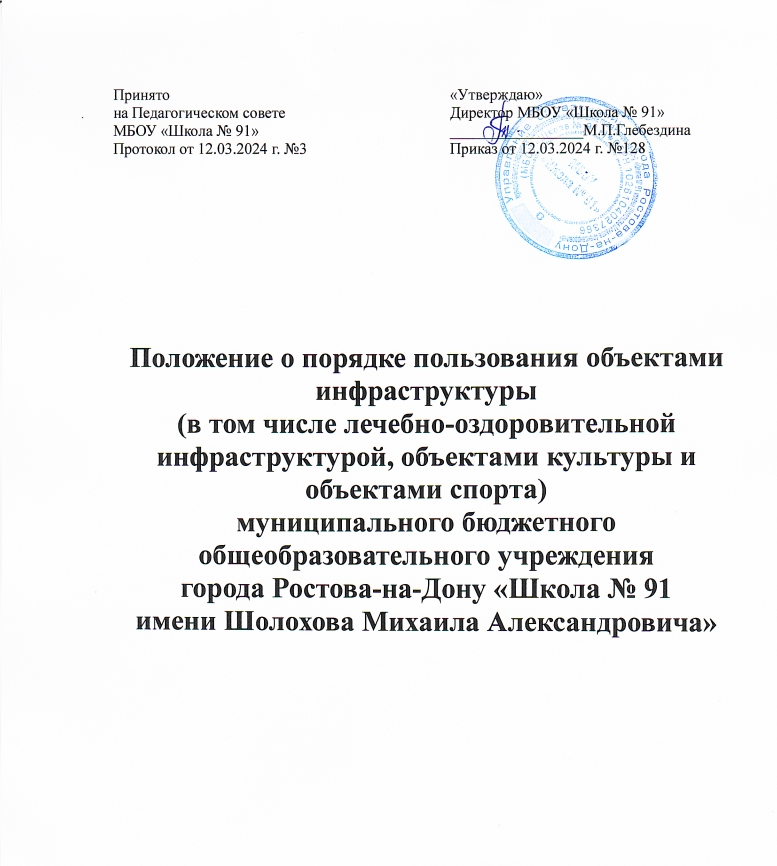 Принято
на Педагогическом совете
МБОУ «Школа № 91»
Протокол от 12.03.2024 г. №3
«Утверждаю»
Директор МБОУ «Школа № 91»
М.П.Глебездина
Приказ от 12.03.2024 г. №128
Положение о порядке пользования объектами
инфраструктуры
(в том числе лечебно-оздоровительной
инфраструктурой, объектами культуры и
объектами спорта)
муниципального бюджетного
общеобразовательного учреждения
города Ростова-на-Дону «Школа № 91
имени Шолохова Михаила Александровича»